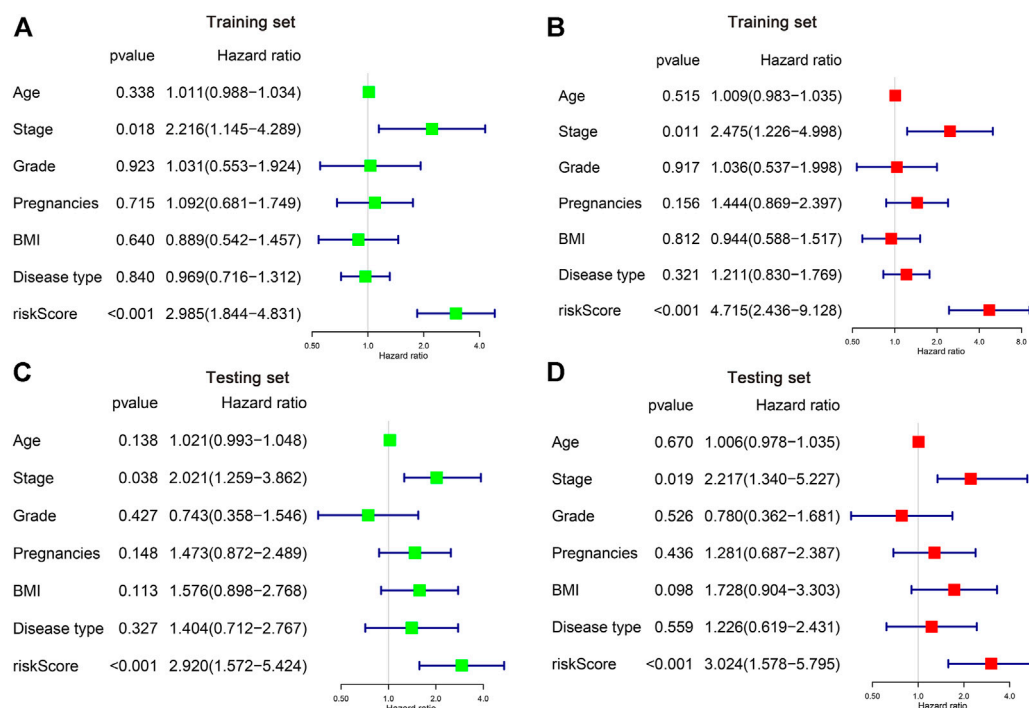 A
Training set
pvalue Hazard ratio
Age 0.338 1.011(0.988−1.034)
Stage 0.018 2.216(1.145−4.289)
Grade 0.923 1.031(0.553−1.924)
Pregnancies 0.715 1.092(0.681−1.749)
BMI 0.640 0.889(0.542−1.457)
Disease type 0.840 0.969(0.716−1.312)
riskScore <0.001 2.985(1.844−4.831)
0.50 1.0 2.0 4.0
Hazard ratio
B
Training set
pvalue Hazard ratio
Age 0.515 1.009(0.983−1.035)
Stage 0.011 2.475(1.226−4.998)
Grade 0.917 1.036(0.537−1.998)
Pregnancies 0.156 1.444(0.869−2.397)
BMI 0.812 0.944(0.588−1.517)
Disease type 0.321 1.211(0.830−1.769)
riskScore <0.001 4.715(2.436−9.128)
0.50 1.0 2.0 4.0 8.0
Hazard ratio
C
Testing set
pvalue Hazard ratio
Age 0.138 1.021(0.993−1.048)
Stage 0.038 2.021(1.259−3.862)
Grade 0.427 0.743(0.358−1.546)
Pregnancies 0.148 1.473(0.872−2.489)
BMI 0.113 1.576(0.898−2.768)
Disease type 0.327 1.404(0.712−2.767)
riskScore <0.001 2.920(1.572−5.424)
0.50 1.0 2.0 4.0
Hazard ratio
D
Testing set
pvalue Hazard ratio
Age 0.670 1.006(0.978−1.035)
Stage 0.019 2.217(1.340−5.227)
Grade 0.526 0.780(0.362−1.681)
Pregnancies 0.436 1.281(0.687−2.387)
BMI 0.098 1.728(0.904−3.303)
Disease type 0.559 1.226(0.619−2.431)
riskScore <0.001 3.024(1.578−5.795)
0.50 1.0 2.0 4.0
Hazard ratio